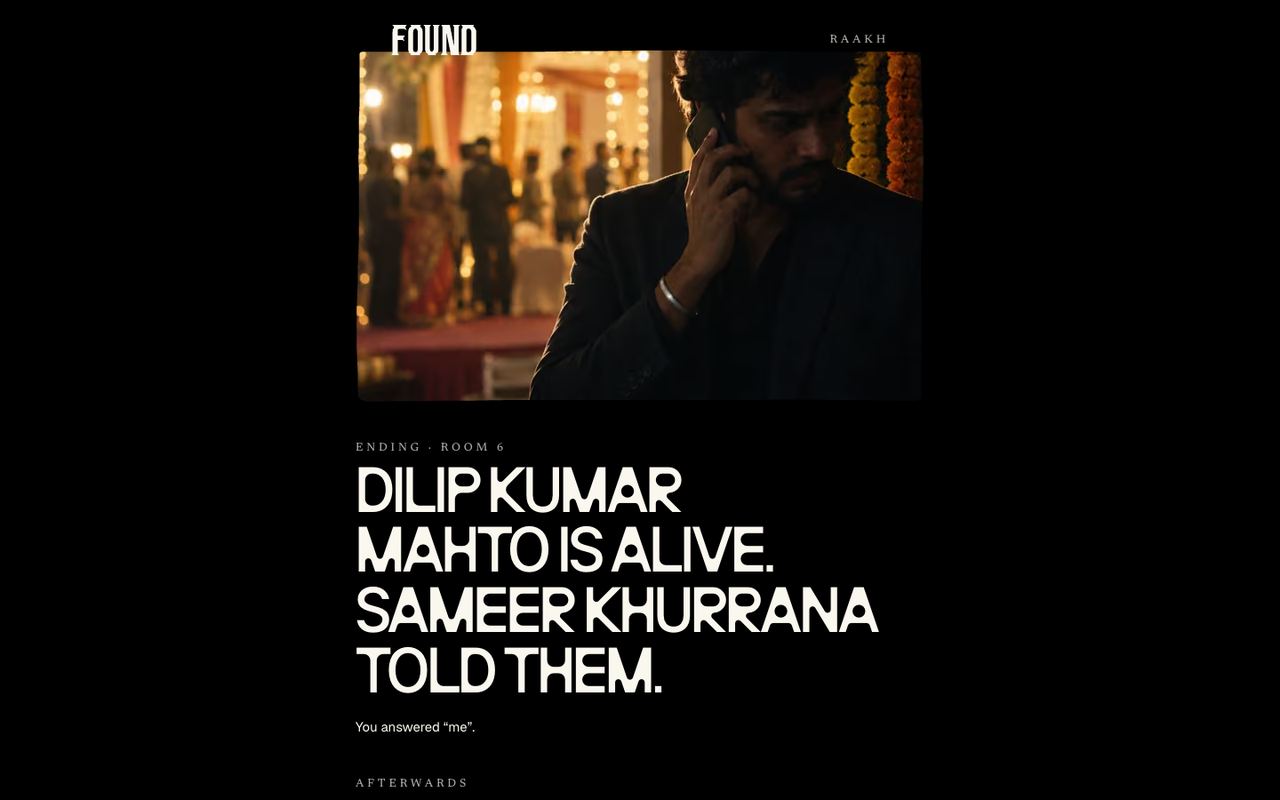 FOUND
RAAKH
ENDING · ROOM 6
DILIP KUMAR
MAHTO IS ALIVE.
SAMEER KHURRANA
TOLD THEM.
You answered “me”.
AFTERWARDS